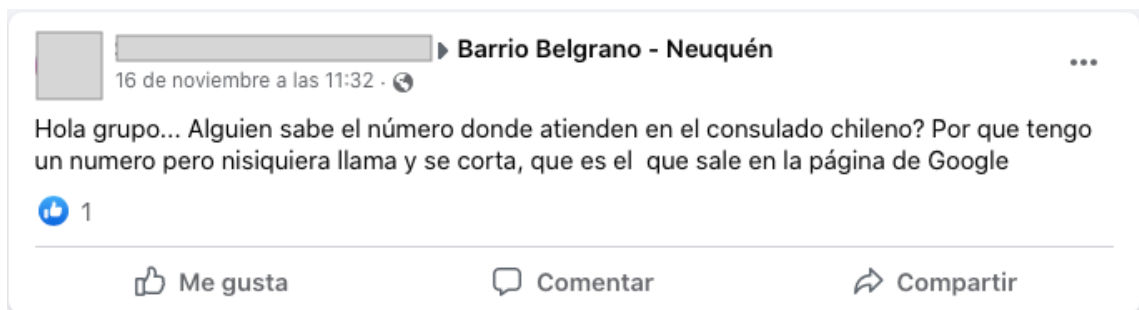 Barrio Belgrano - Neuquén
16 de noviembre a las 11:32 ·
Hola grupo... Alguien sabe el número donde atienden en el consulado chileno? Por que tengo
un numero pero nisiquiera llama y se corta, que es el  que sale en la página de Google
1
Me gusta
Comentar
Compartir